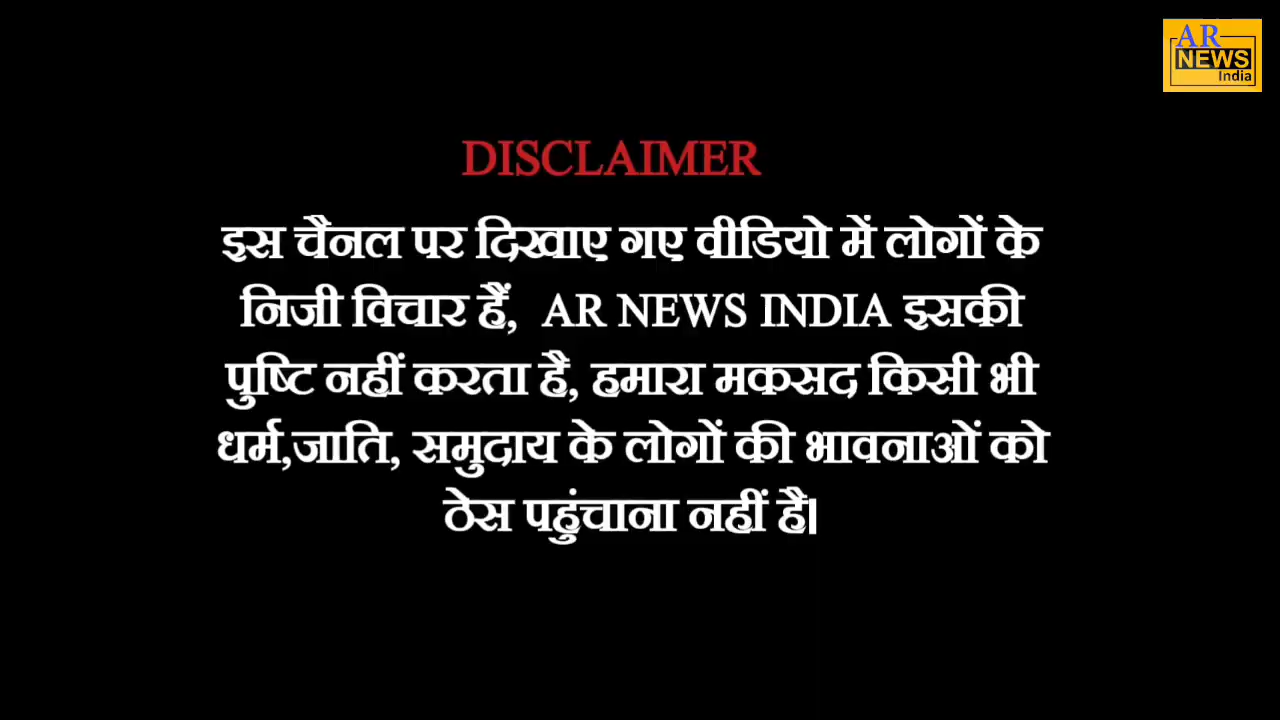 AR
NEWS
India
DISCLAIMER
इस चैनल पर दिखाए गए वीडियो में लोगों के
निजी विचार हैं, AR NEWS INDIA इसकी
पुष्टि नहीं करता है, हमारा मकसद किसी भी
धर्म,जाति, समुदाय के लोगों की भावनाओं को
ठेस पहुंचाना नहीं है।